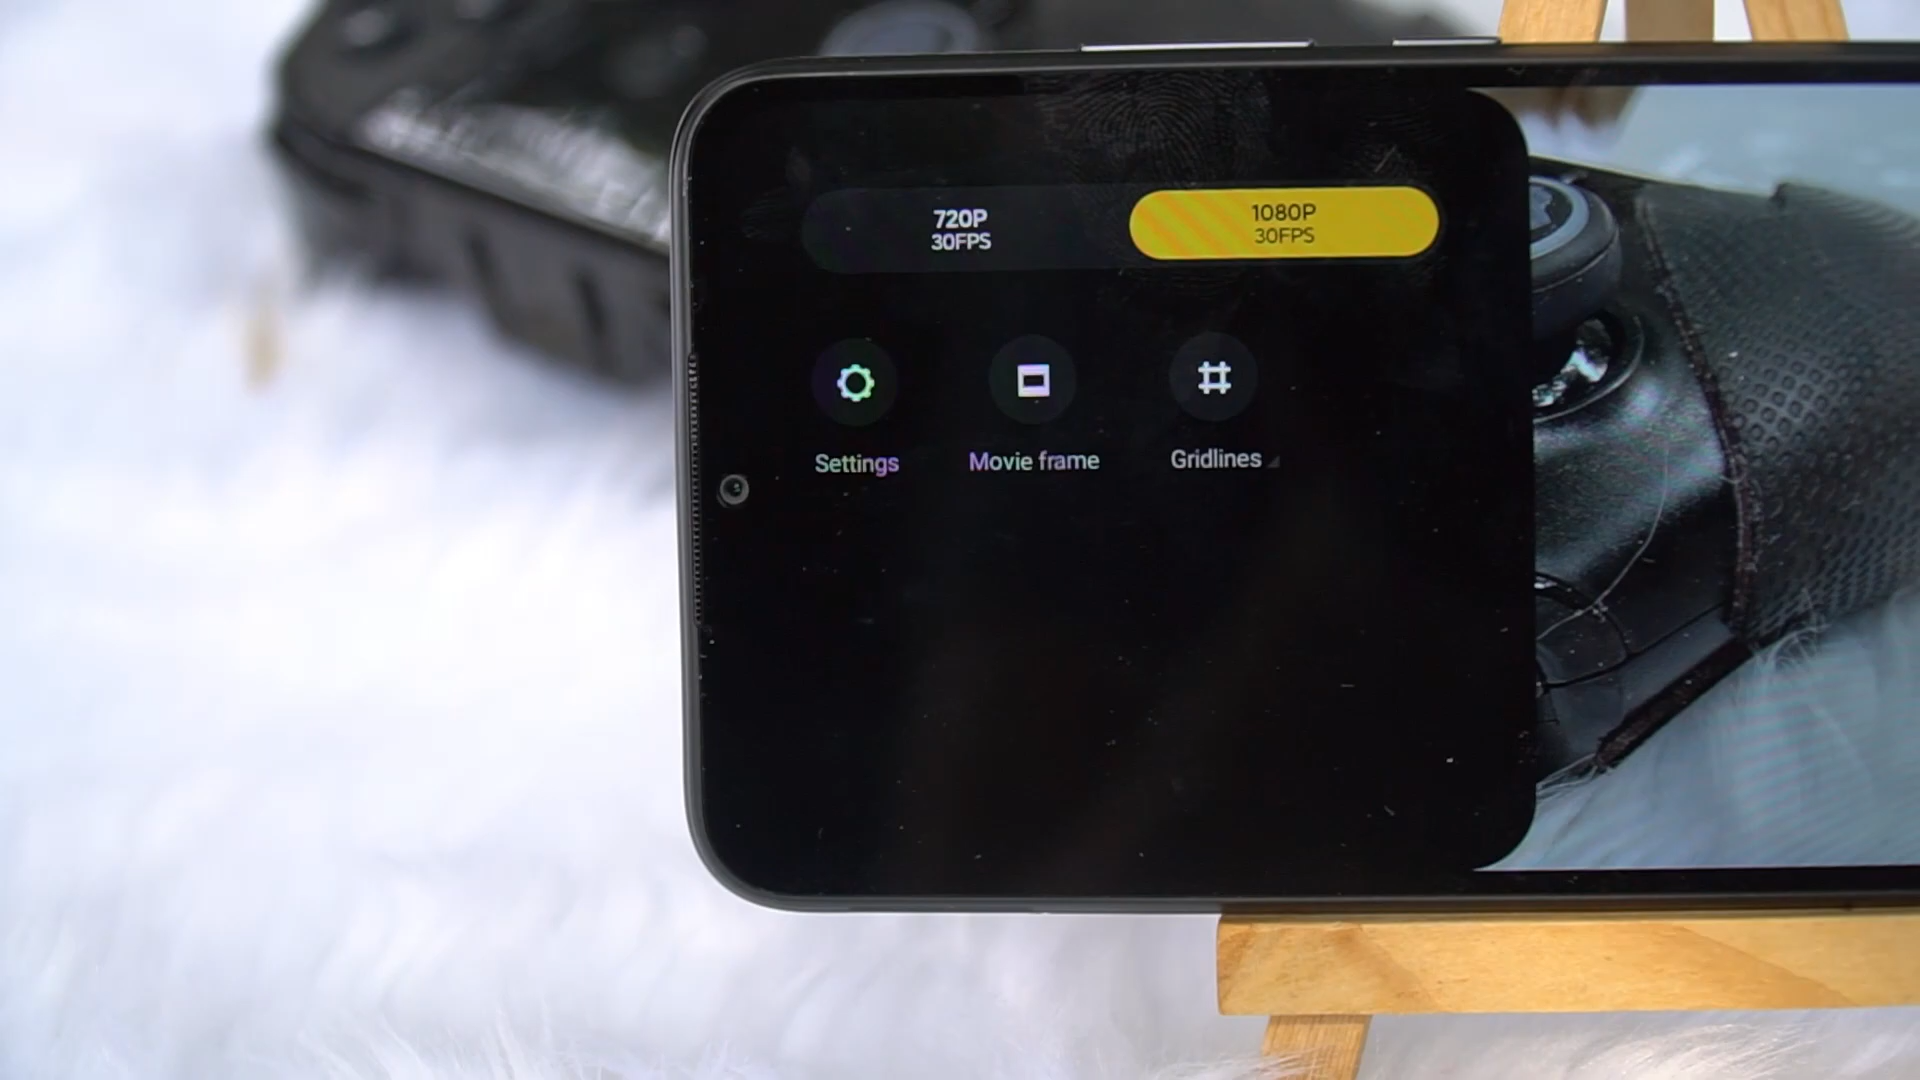 720P
30FPS
1080P
30FPS
Settings
Movie frame
Gridlines